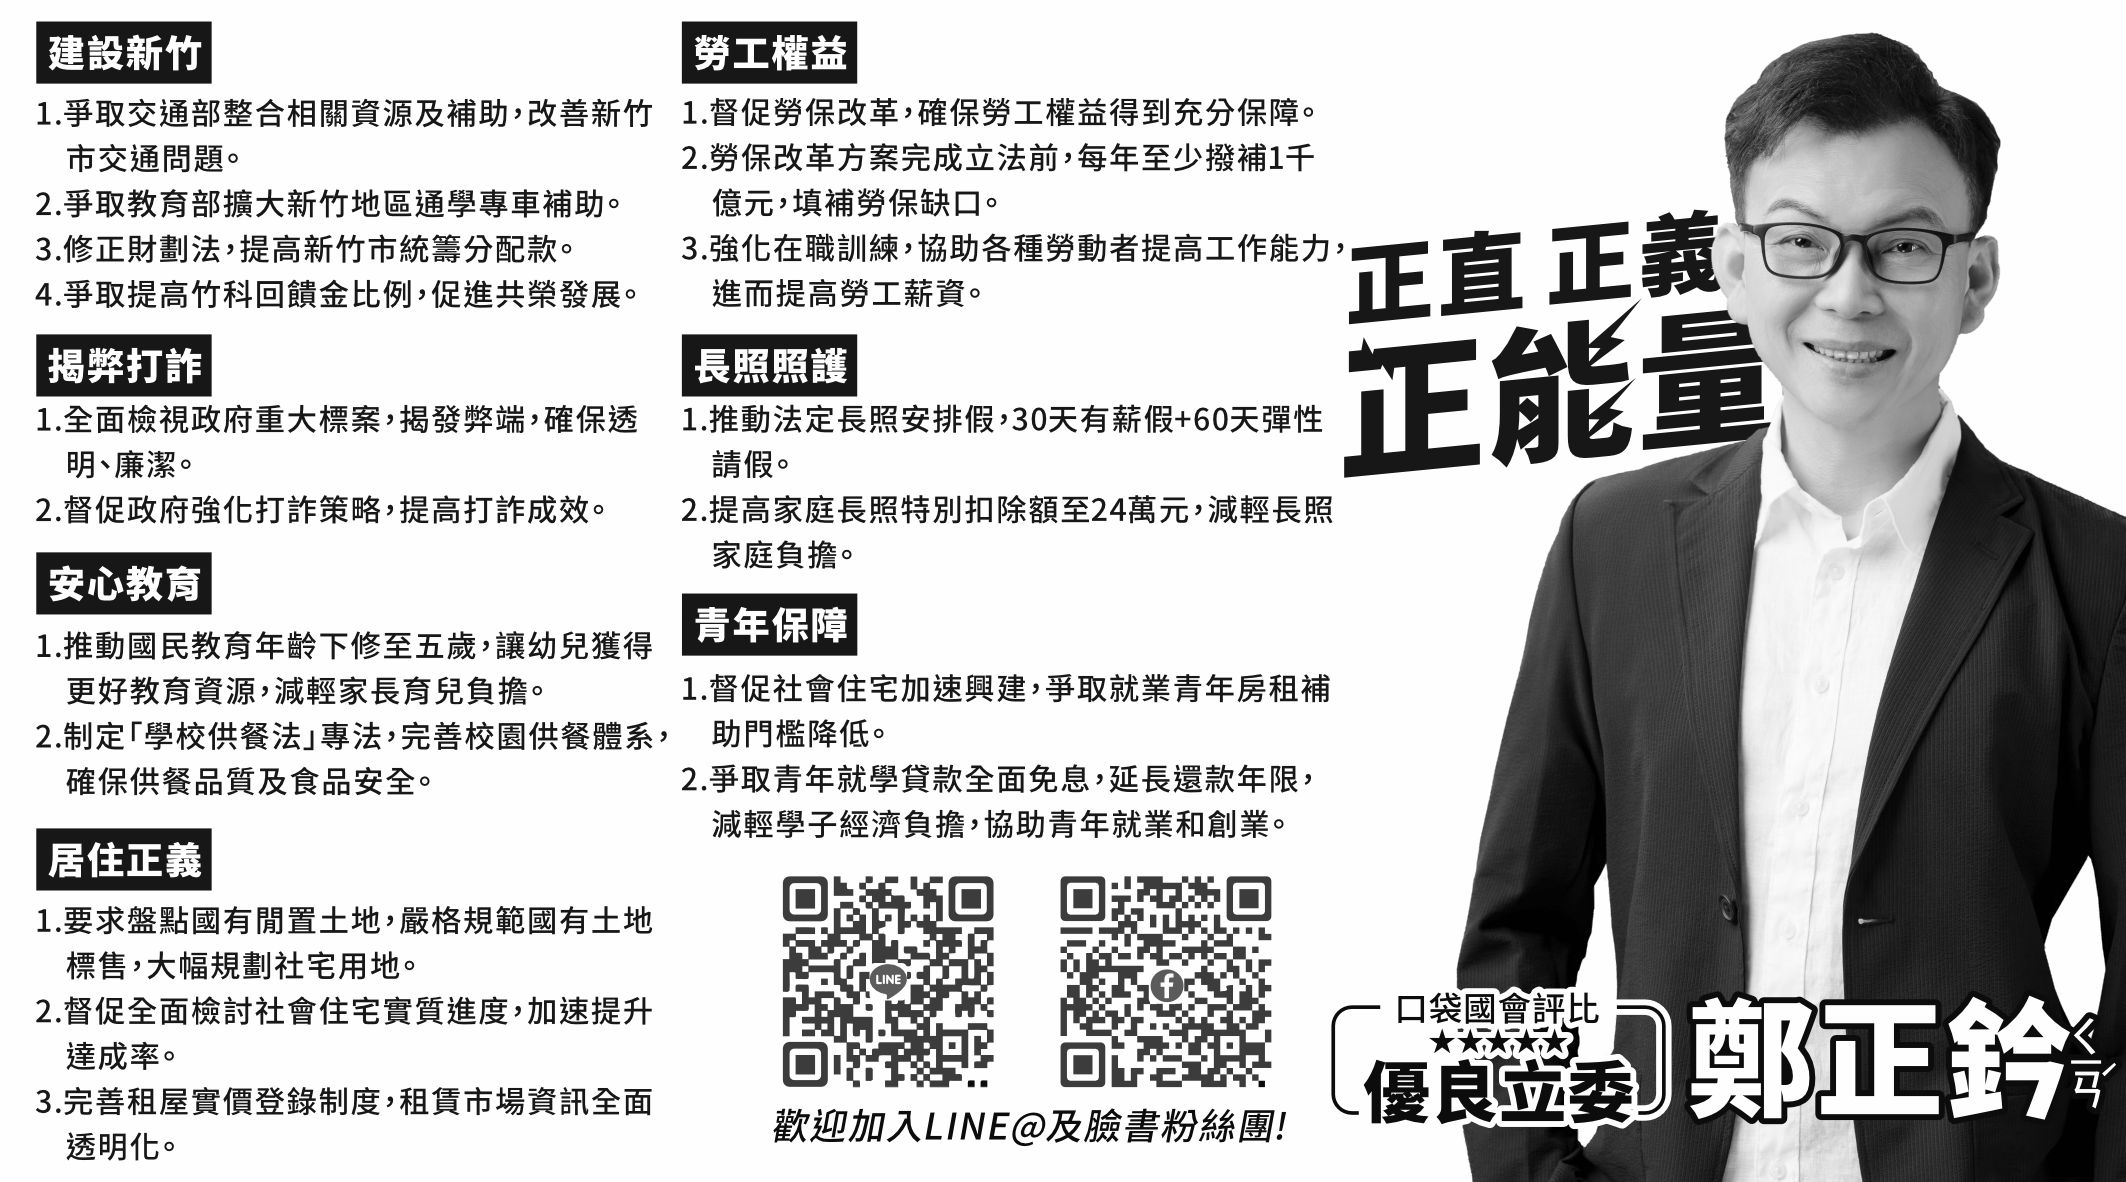 建設新竹
1.爭取交通部整合相關資源及補助，改善新竹
市交通問題。
2.爭取教育部擴大新竹地區通學專車補助。
3.修正財劃法，提高新竹市統籌分配款。
4.爭取提高竹科回饋金比例，促進共榮發展。
揭弊打詐
1.全面檢視政府重大標案，揭發弊端，確保透
明、廉潔。
2.督促政府強化打詐策略，提高打詐成效。
安心教育
1.推動國民教育年齡下修至五歲，讓幼兒獲得
更好教育資源，減輕家長育兒負擔。
2.制定「學校供餐法」專法，完善校園供餐體系，
確保供餐品質及食品安全。
居住正義
1.要求盤點國有閒置土地，嚴格規範國有土地
標售，大幅規劃社宅用地。
2.督促全面檢討社會住宅實質進度，加速提升
達成率。
3.完善租屋實價登錄制度，租賃市場資訊全面
透明化。
勞工權益
1.督促勞保改革，確保勞工權益得到充分保障。
2.勞保改革方案完成立法前，每年至少撥補1千
億元，填補勞保缺口。
3.強化在職訓練，協助各種勞動者提高工作能力，
進而提高勞工薪資。
長照照護
1.推動法定長照安排假，30天有薪假+60天彈性
請假。
2.提高家庭長照特別扣除額至24萬元，減輕長照
家庭負擔。
青年保障
1.督促社會住宅加速興建，爭取就業青年房租補
助門檻降低。
2.爭取青年就學貸款全面免息，延長還款年限，
減輕學子經濟負擔，協助青年就業和創業。
LINE
f
歡迎加入LINE@及臉書粉絲團！
正直 正義
正能量
口袋國會評比
★★★★★
優良立委
鄭正鈐ㄑㄧㄢˊ